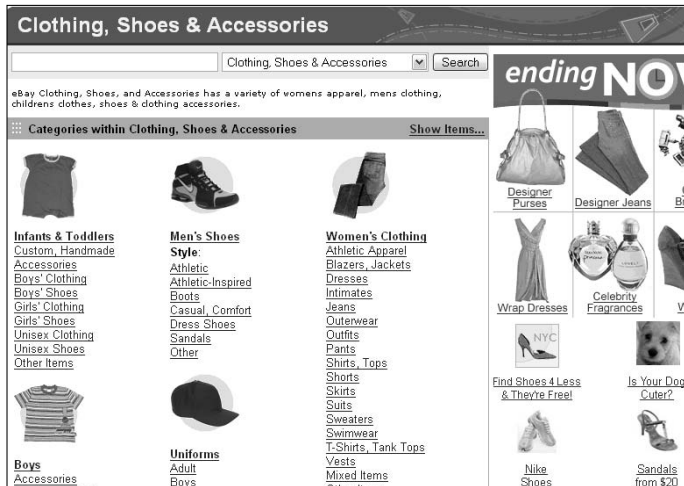 Clothing, Shoes & Accessories
Clothing, Shoes & Accessories
Search
eBay Clothing, Shoes, and Accessories has a variety of womens apparel, mens clothing,
childrens clothes, shoes & clothing accessories.
Categories within Clothing, Shoes & Accessories
Show Items...
Infants & Toddlers
Custom, Handmade
Accessories
Boys' Clothing
Boys' Shoes
Girls' Clothing
Girls' Shoes
Unisex Clothing
Unisex Shoes
Other Items
Boys
Accessories
Men's Shoes
Style:
Athletic
Athletic-Inspired
Boots
Casual, Comfort
Dress Shoes
Sandals
Other
Uniforms
Adult
Boys
Women's Clothing
Athletic Apparel
Blazers, Jackets
Dresses
Intimates
Jeans
Outerwear
Outfits
Pants
Shirts, Tops
Shorts
Skirts
Suits
Sweaters
Swimwear
T-Shirts, Tank Tops
Vests
Mixed Items
ending NOW
Designer
Purses
Designer Jeans
Wrap Dresses
Celebrity
Fragrances
NYC
Find Shoes 4 Less
& They're Free!
Is Your Dog
Cuter?
Nike
Shoes
Sandals
from $20